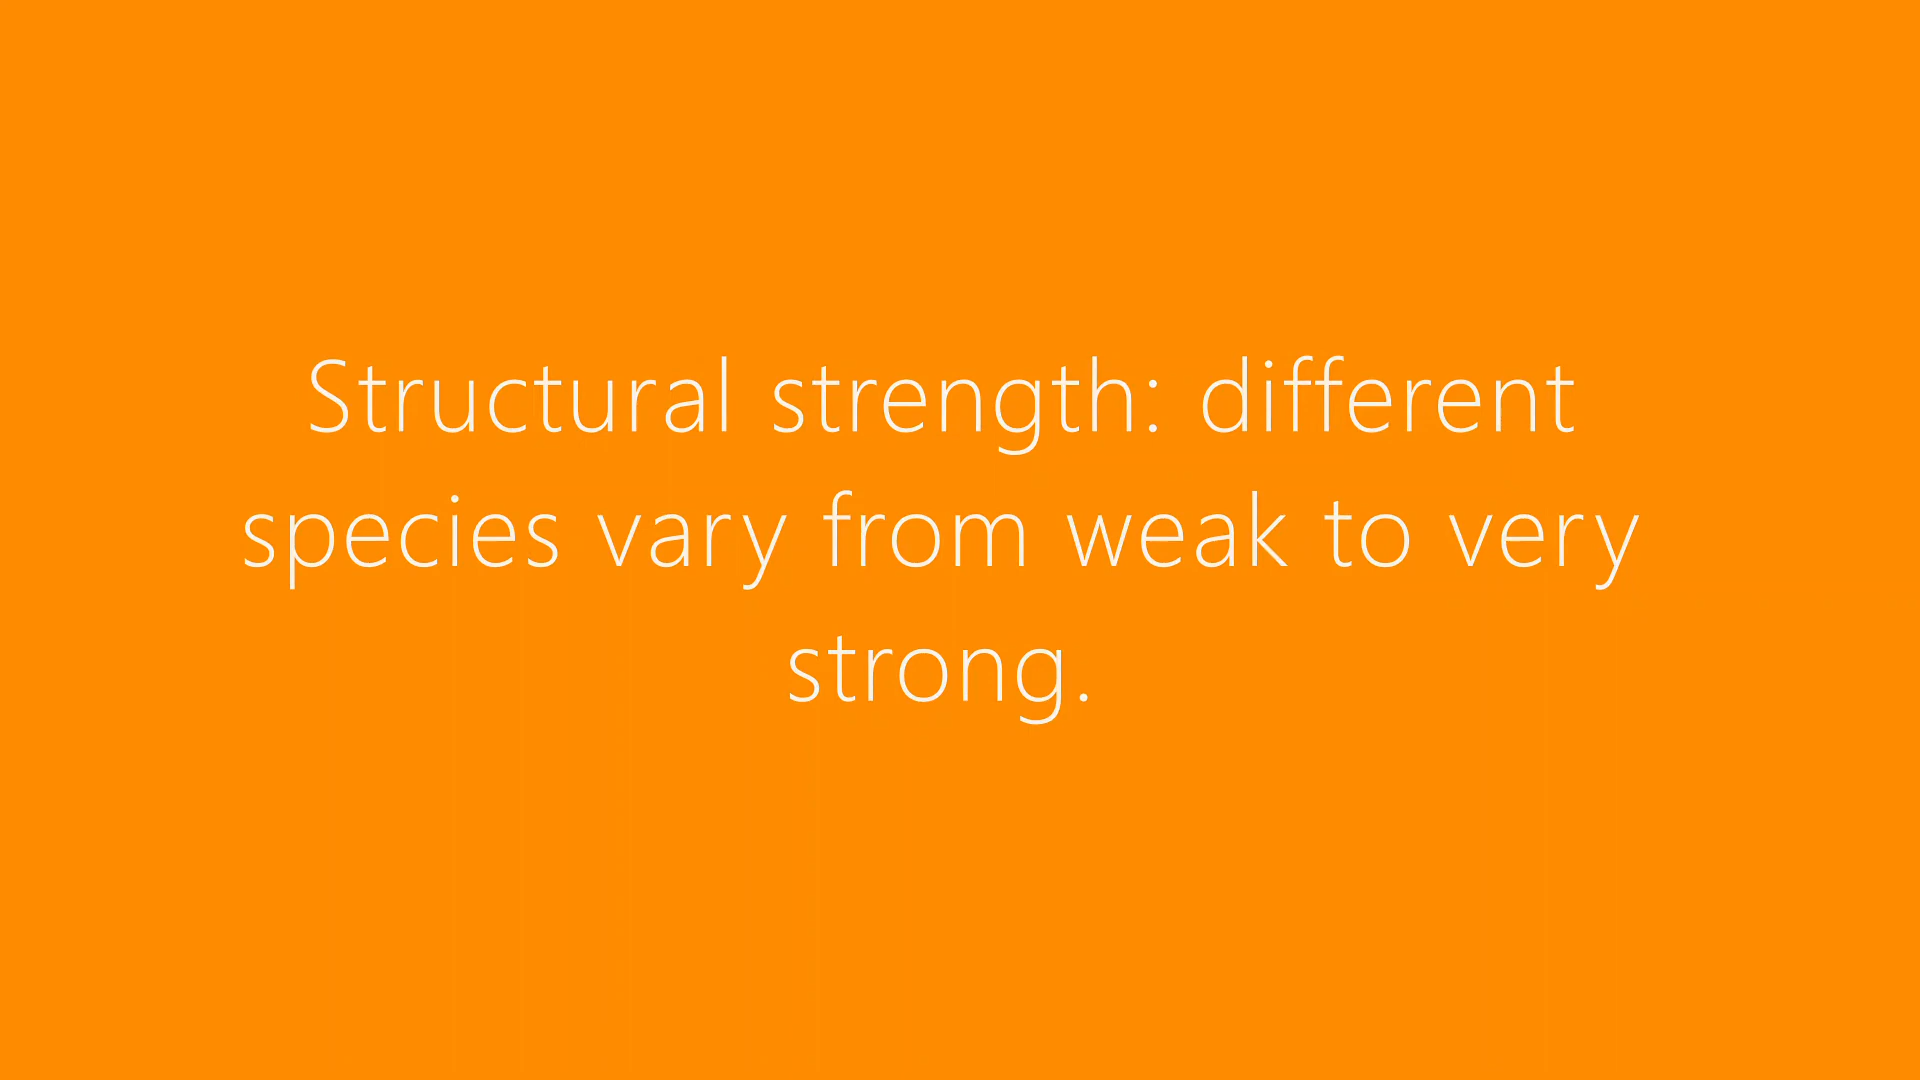 Structural strength: different
species vary from weak to very
strong.